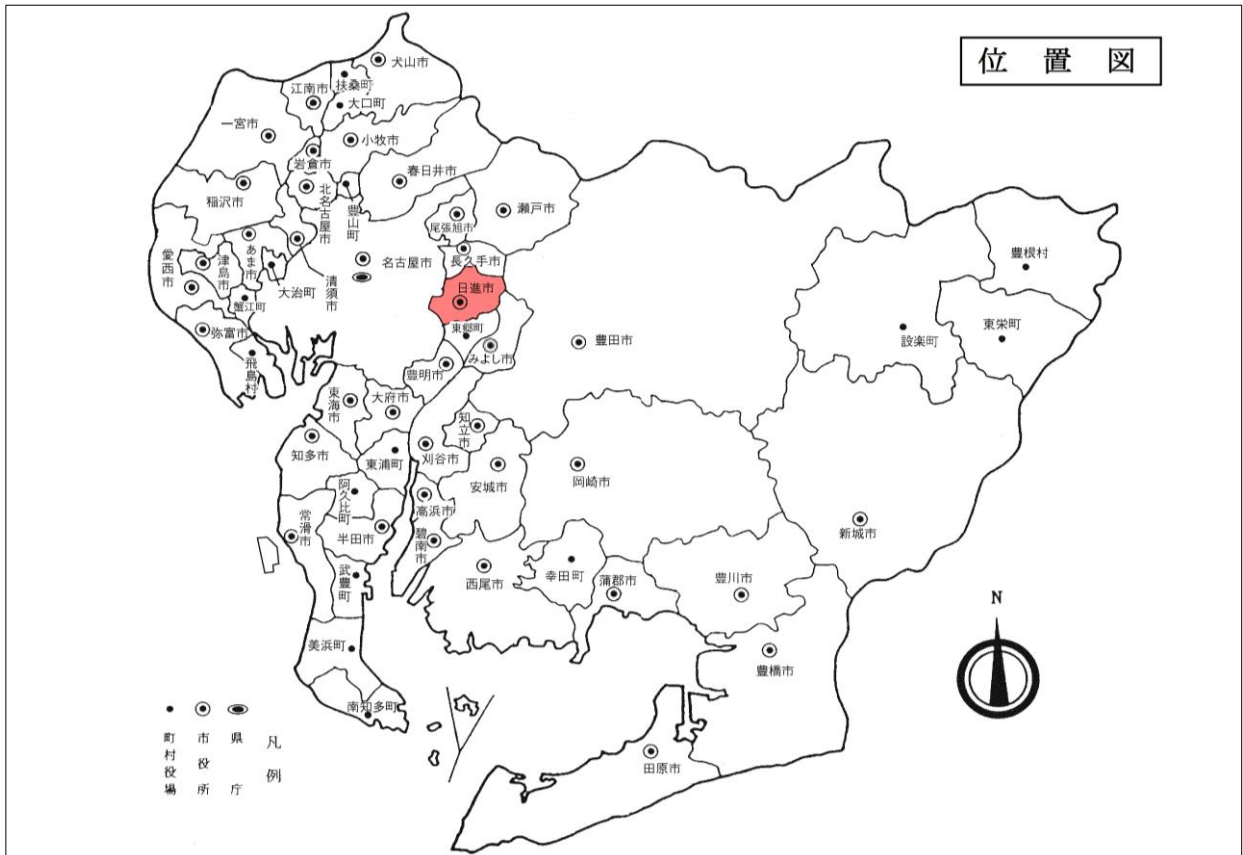 位置図
犬山市
扶桑町
江南市
大口町
一宮市
小牧市
岩倉市
春日井市
北名古屋市
豊山町
稲沢市
瀬戸市
尾張旭市
長久手市
名古屋市
あま市
清須市
津島市
愛西市
大治町
蟹江町
弥富市
飛島村
日進市
東郷町
みよし市
豊明市
豊田市
豊根村
東栄町
設楽町
東海市
大府市
知多市
東浦町
知立市
刈谷市
安城市
岡崎市
高浜市
碧南市
阿久比町
常滑市
半田市
武豊町
西尾市
幸田町
蒲郡市
豊川市
新城市
豊橋市
美浜町
南知多町
田原市
N
凡例
県庁
市役所
町村役場